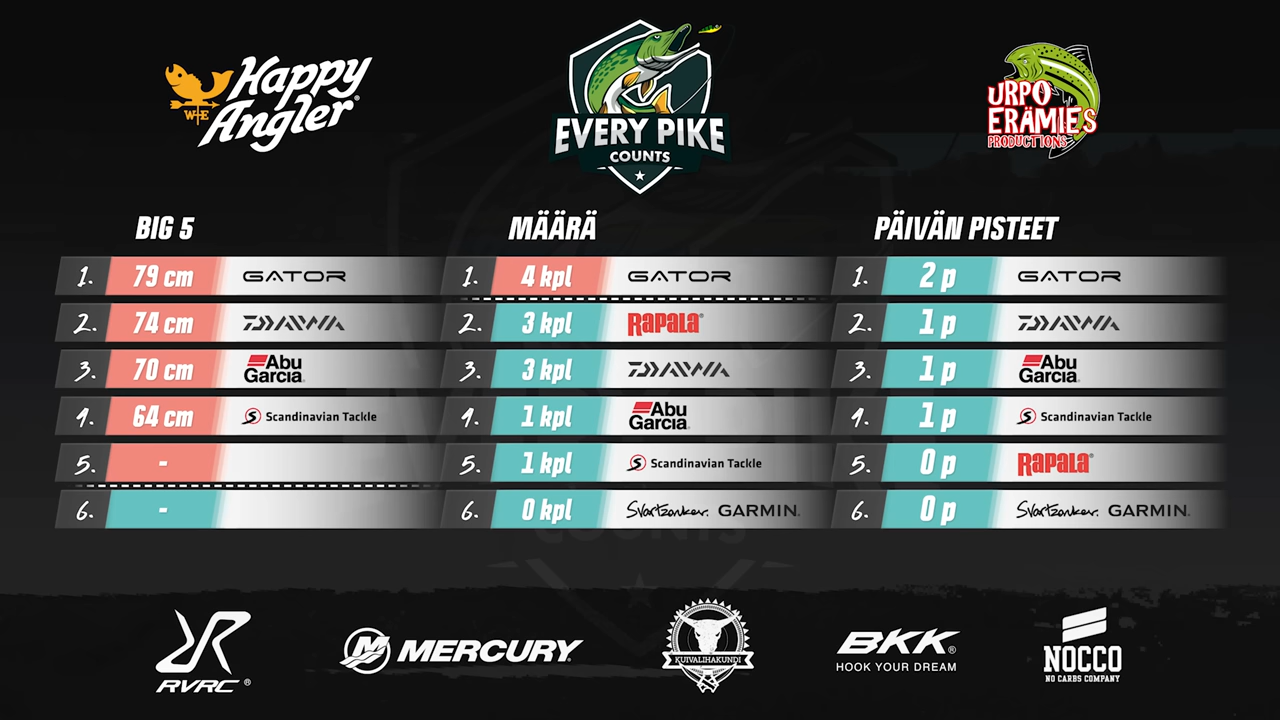 Happy
Angler®
W E
EVERY PIKE
COUNTS
URPO
ERÄMIES
PRODUCTIONS
BIG 5
1. 79 cm GATOR
2. 74 cm DAIWA
3. 70 cm Abu Garcia®
4. 64 cm Scandinavian Tackle
5. -
6. -
MÄÄRÄ
1. 4 kpl GATOR
2. 3 kpl Rapala®
3. 3 kpl DAIWA
4. 1 kpl Abu Garcia®
5. 1 kpl Scandinavian Tackle
6. 0 kpl Svartzonker. GARMIN.
PÄIVÄN PISTEET
1. 2 p GATOR
2. 1 p DAIWA
3. 1 p Abu Garcia®
4. 1 p Scandinavian Tackle
5. 0 p Rapala®
6. 0 p Svartzonker. GARMIN.
RVRC®
MERCURY®
KUIVALIHAKUNDI
BKK®
HOOK YOUR DREAM
NOCCO
NO CARBS COMPANY